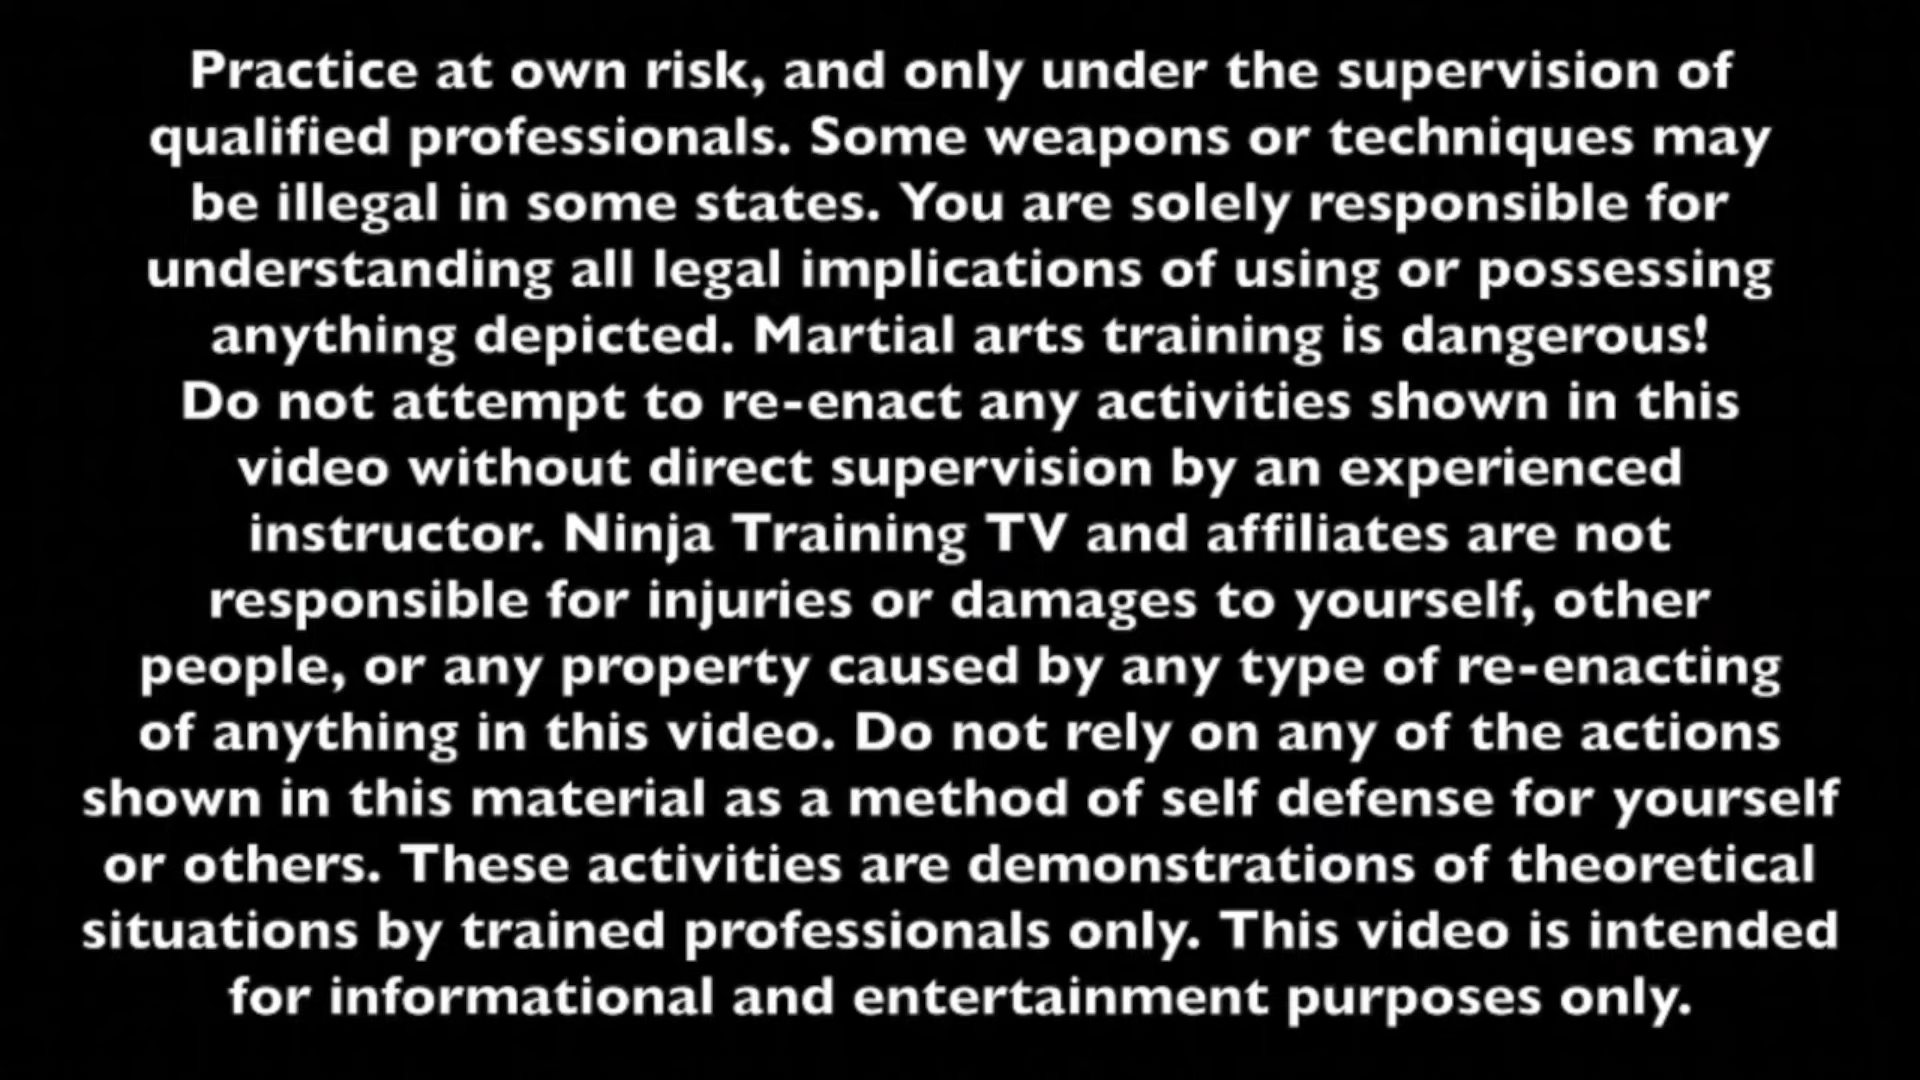 Practice at own risk, and only under the supervision of
qualified professionals. Some weapons or techniques may
be illegal in some states. You are solely responsible for
understanding all legal implications of using or possessing
anything depicted. Martial arts training is dangerous!
Do not attempt to re-enact any activities shown in this
video without direct supervision by an experienced
instructor. Ninja Training TV and affiliates are not
responsible for injuries or damages to yourself, other
people, or any property caused by any type of re-enacting
of anything in this video. Do not rely on any of the actions
shown in this material as a method of self defense for yourself
or others. These activities are demonstrations of theoretical
situations by trained professionals only. This video is intended
for informational and entertainment purposes only.